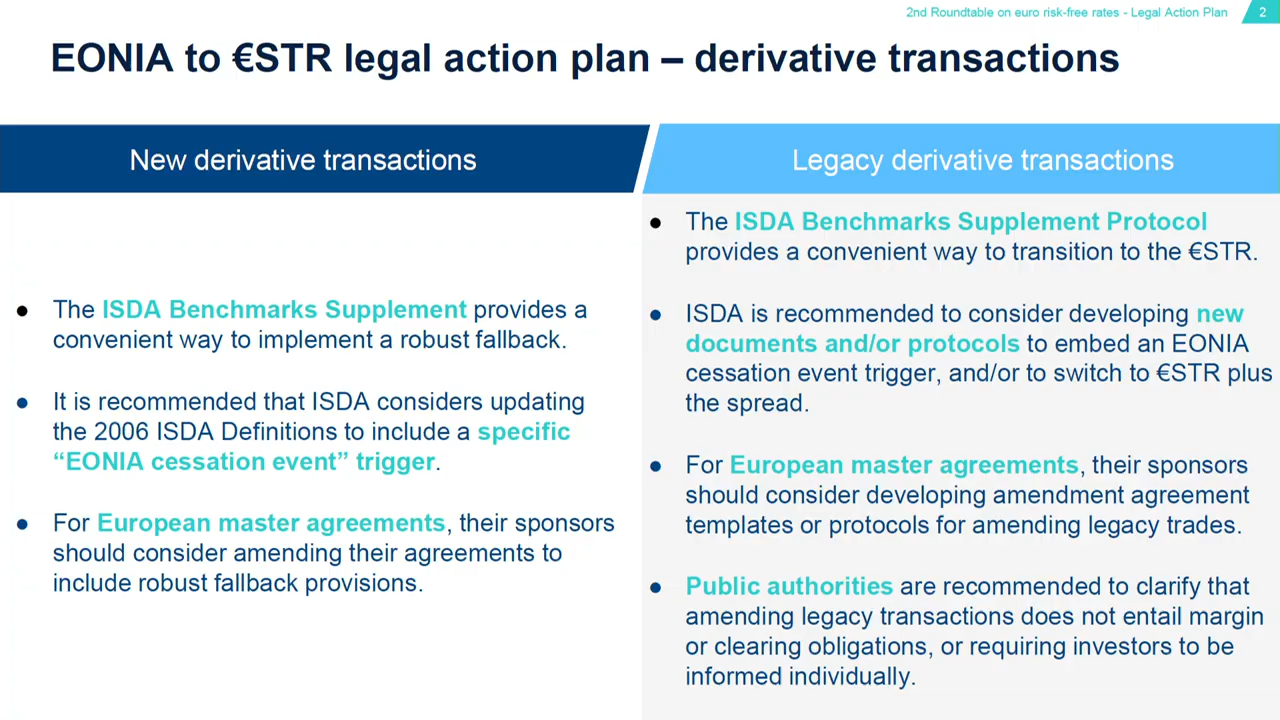 2nd Roundtable on euro risk-free rates - Legal Action Plan 2
EONIA to €STR legal action plan – derivative transactions
New derivative transactions
● The ISDA Benchmarks Supplement provides a
convenient way to implement a robust fallback.
● It is recommended that ISDA considers updating
the 2006 ISDA Definitions to include a specific
“EONIA cessation event” trigger.
● For European master agreements, their sponsors
should consider amending their agreements to
include robust fallback provisions.
Legacy derivative transactions
● The ISDA Benchmarks Supplement Protocol
provides a convenient way to transition to the €STR.
● ISDA is recommended to consider developing new
documents and/or protocols to embed an EONIA
cessation event trigger, and/or to switch to €STR plus
the spread.
● For European master agreements, their sponsors
should consider developing amendment agreement
templates or protocols for amending legacy trades.
● Public authorities are recommended to clarify that
amending legacy transactions does not entail margin
or clearing obligations, or requiring investors to be
informed individually.